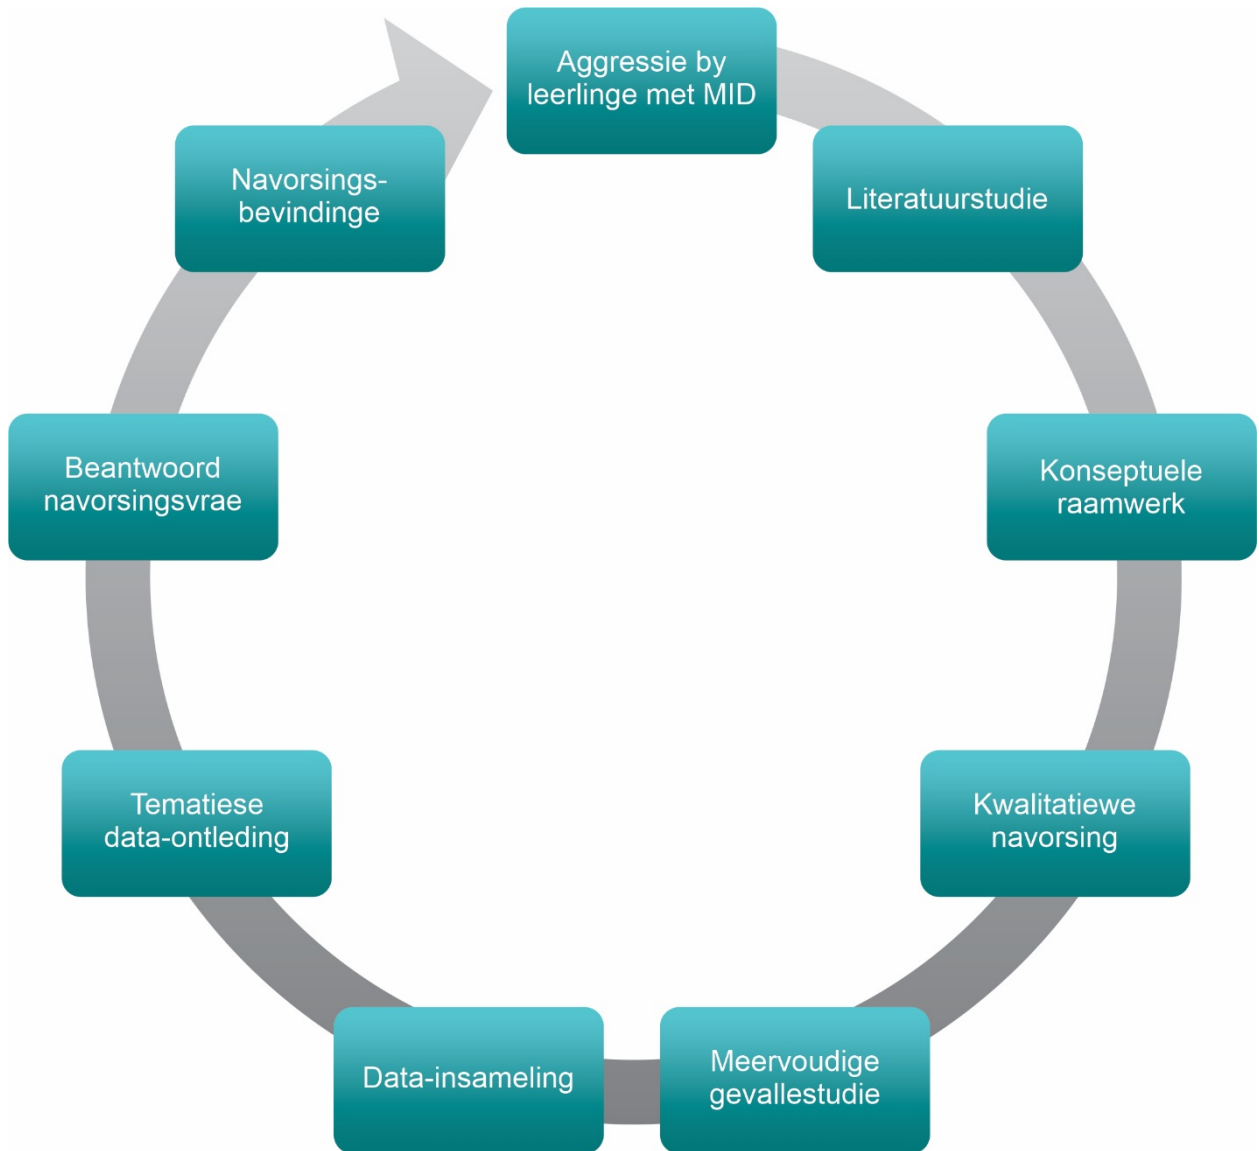 Aggressie by
leerlinge met MID
Literatuurstudie
Konseptuele
raamwerk
Kwalitatiewe
navorsing
Meervoudige
gevallestudie
Data-insameling
Tematiese
data-ontleding
Beantwoord
navorsingsvrae
Navorsings-
bevindinge